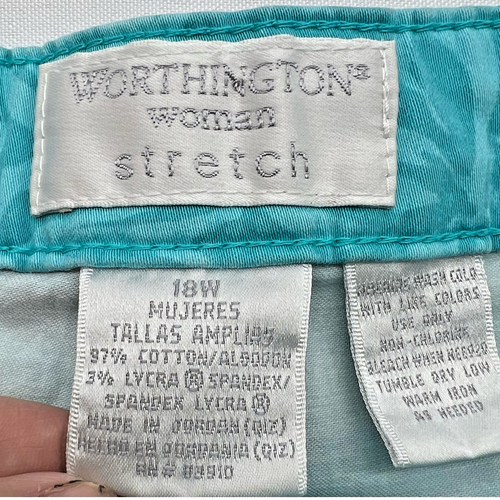 WORTHINGTON®
woman
stretch
18W
MUJERES
TALLAS AMPLIAS
97% COTTON/ALGODON
3% LYCRA ® SPANDEX/
SPANDEX LYCRA ®
MADE IN JORDAN (QIZ)
HECHO EN JORDANIA (QIZ)
RN # 93910
MACHINE WASH COLD
WITH LIKE COLORS
USE ONLY
NON-CHLORINE
BLEACH WHEN NEEDED
TUMBLE DRY LOW
WARM IRON
AS NEEDED